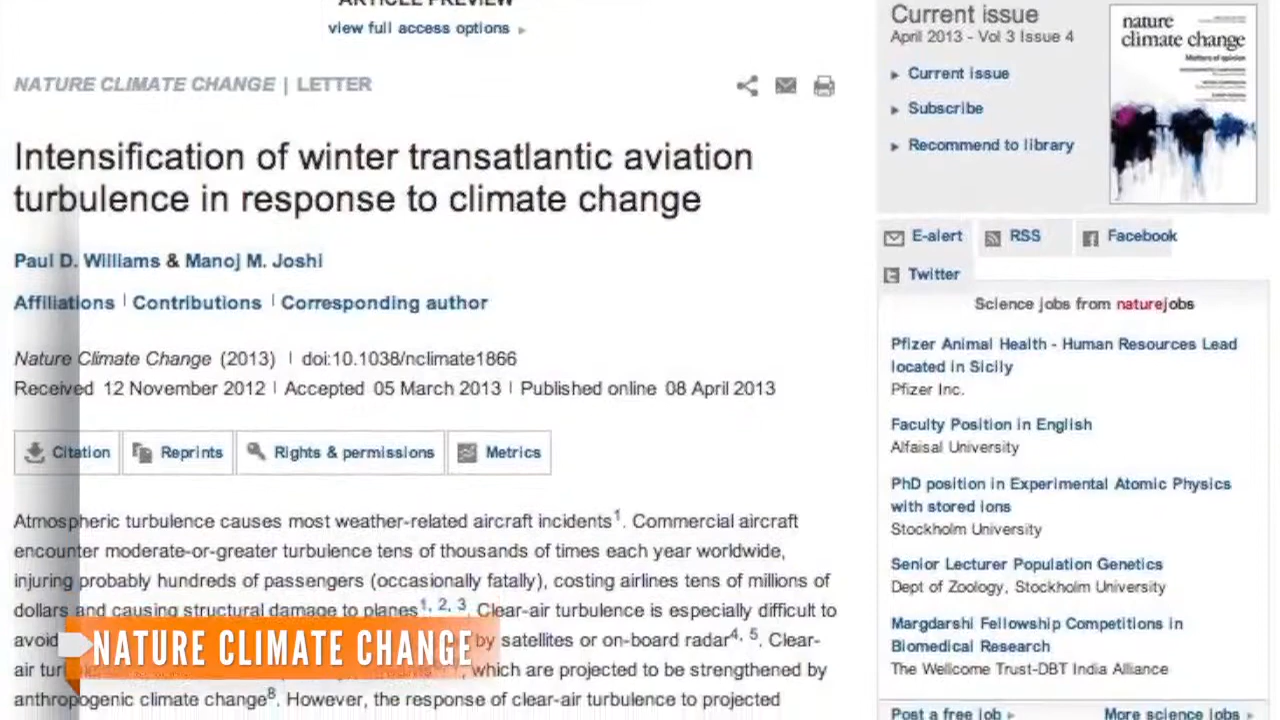 ARTICLE PREVIEW
view full access options
NATURE CLIMATE CHANGE | LETTER
Intensification of winter transatlantic aviation
turbulence in response to climate change
Paul D. Williams & Manoj M. Joshi
Affiliations | Contributions | Corresponding author
Nature Climate Change (2013) | doi:10.1038/nclimate1866
Received 12 November 2012 | Accepted 05 March 2013 | Published online 08 April 2013
Citation
Reprints
Rights & permissions
Metrics
Atmospheric turbulence causes most weather-related aircraft incidents1. Commercial aircraft
encounter moderate-or-greater turbulence tens of thousands of times each year worldwide,
injuring probably hundreds of passengers (occasionally fatally), costing airlines tens of millions of
dollars and causing structural damage to planes1, 2, 3. Clear-air turbulence is especially difficult to
avoid by satellites or on-board radar4, 5. Clear-
air which are projected to be strengthened by
anthropogenic climate change8. However, the response of clear-air turbulence to projected
NATURE CLIMATE CHANGE
Current issue
April 2013 - Vol 3 Issue 4
Current issue
Subscribe
Recommend to library
nature
climate change
Matters of opinion
E-alert
RSS
Facebook
Twitter
Science jobs from naturejobs
Pfizer Animal Health - Human Resources Lead
located in Sicily
Pfizer Inc.
Faculty Position in English
Alfaisal University
PhD position in Experimental Atomic Physics
with stored ions
Stockholm University
Senior Lecturer Population Genetics
Dept of Zoology, Stockholm University
Margdarshi Fellowship Competitions in
Biomedical Research
The Wellcome Trust-DBT India Alliance
Post a free job
More science jobs